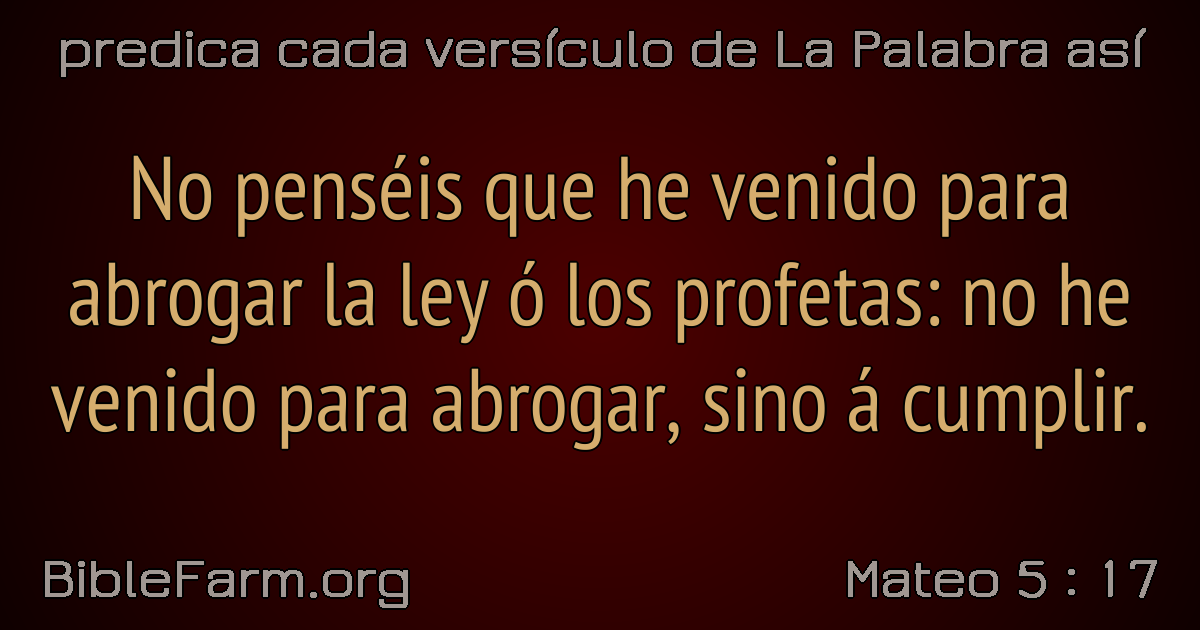 predica cada versículo de La Palabra así
No penséis que he venido para
abrogar la ley ó los profetas: no he
venido para abrogar, sino á cumplir.
BibleFarm.org
Mateo 5 : 17